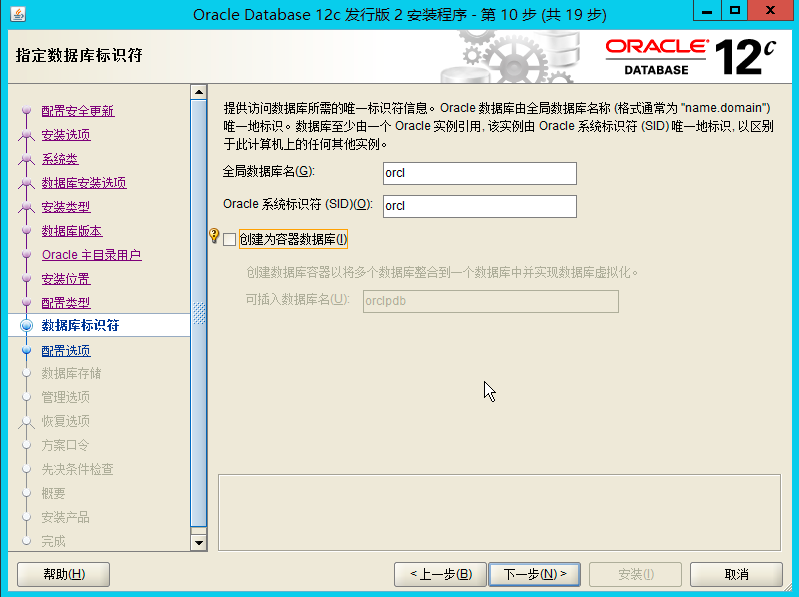 Oracle Database 12c 发行版 2 安装程序 - 第 10 步 (共 19 步)
指定数据库标识符
ORACLE®
DATABASE
12c
配置安全更新
安装选项
系统类
数据库安装选项
安装类型
数据库版本
Oracle 主目录用户
安装位置
配置类型
数据库标识符
配置选项
数据库存储
管理选项
恢复选项
方案口令
先决条件检查
概要
安装产品
完成
提供访问数据库所需的唯一标识符信息。Oracle 数据库由全局数据库名称 (格式通常为 "name.domain")
唯一地标识。数据库至少由一个 Oracle 实例引用, 该实例由 Oracle 系统标识符 (SID) 唯一地标识, 以区别
于此计算机上的任何其他实例。
全局数据库名(G): orcl
Oracle 系统标识符 (SID)(O): orcl
创建为容器数据库(I)
创建数据库容器以将多个数据库整合到一个数据库中并实现数据库虚拟化。
可插入数据库名(U): orclpdb
帮助(H) < 上一步(B) 下一步(N) > 安装(I) 取消